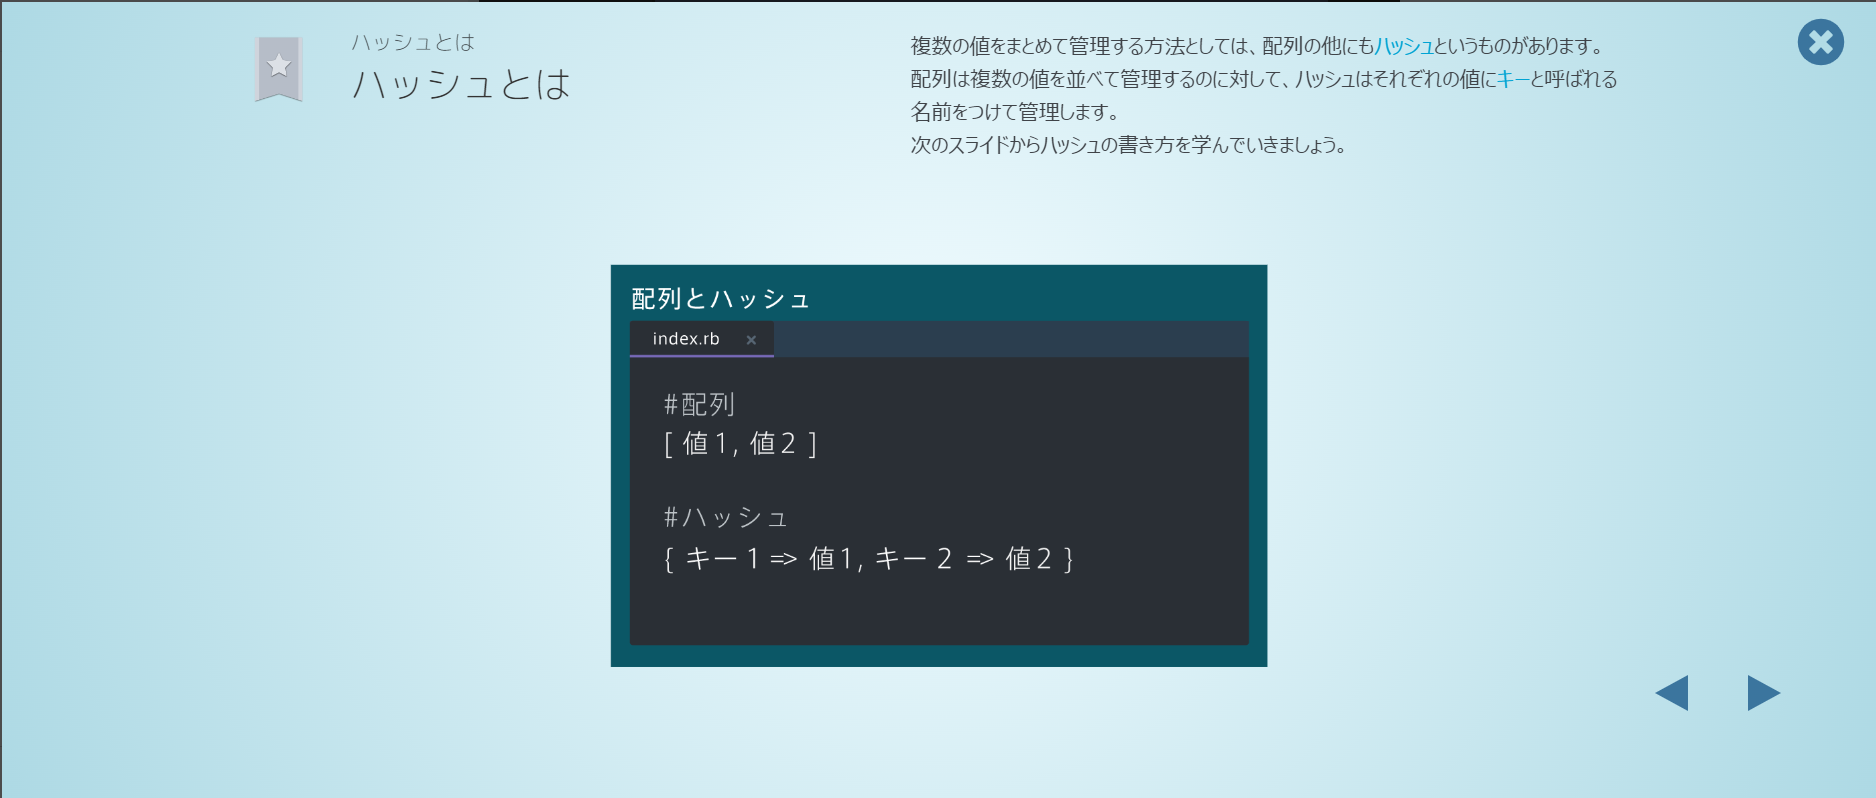 ハッシュとは
ハッシュとは
複数の値をまとめて管理する方法としては、配列の他にもハッシュというものがあります。
配列は複数の値を並べて管理するのに対して、ハッシュはそれぞれの値にキーと呼ばれる
名前をつけて管理します。
次のスライドからハッシュの書き方を学んでいきましょう。
配列とハッシュ
index.rb ×
#配列
[ 値1, 値2 ]
#ハッシュ
{ キー1 => 値1, キー2 => 値2 }